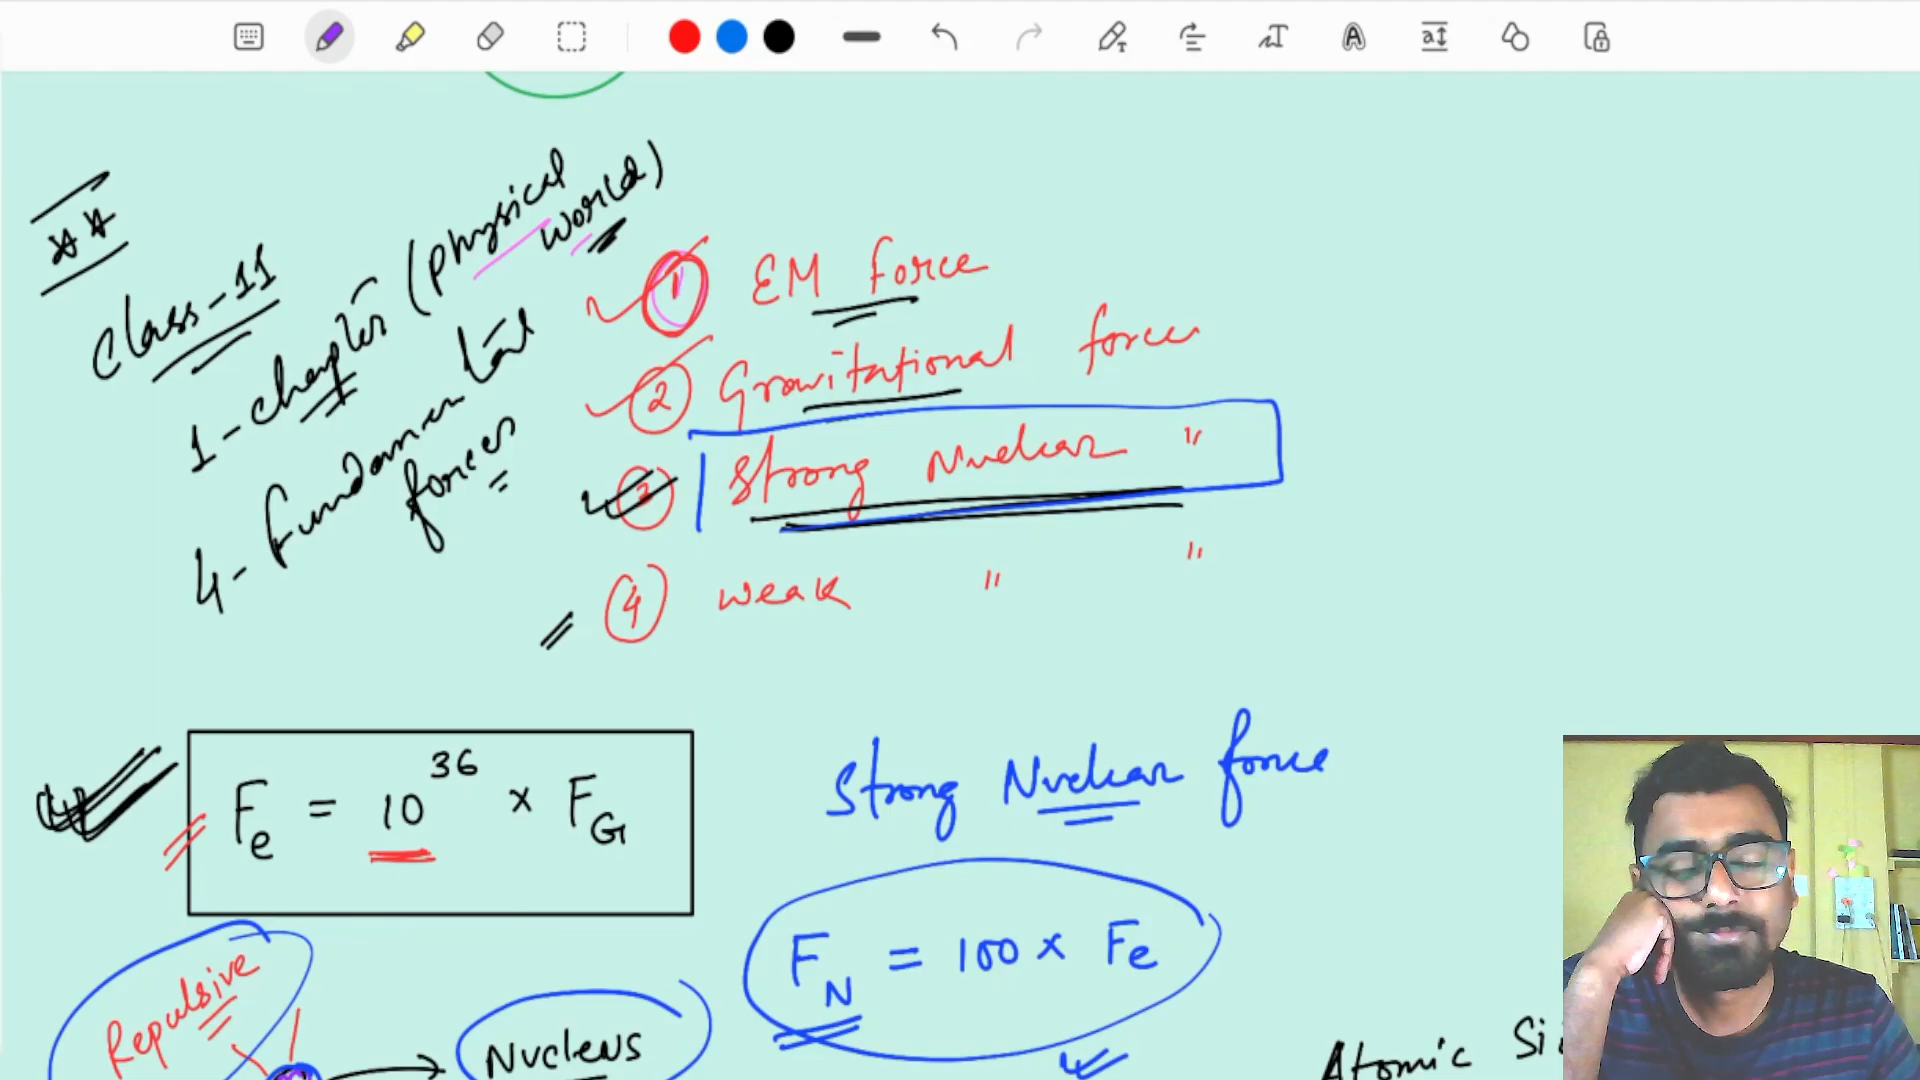 ** 
Class-11
1-chapter (Physical
world)
4- Fundamental
forces
1 EM Force
2 Gravitational force
3 Strong Nuclear "
4 weak " "
Fe = 10^36 × FG
Strong Nuclear force
FN = 100 × Fe
Repulsive
Nucleus
Atomic Si